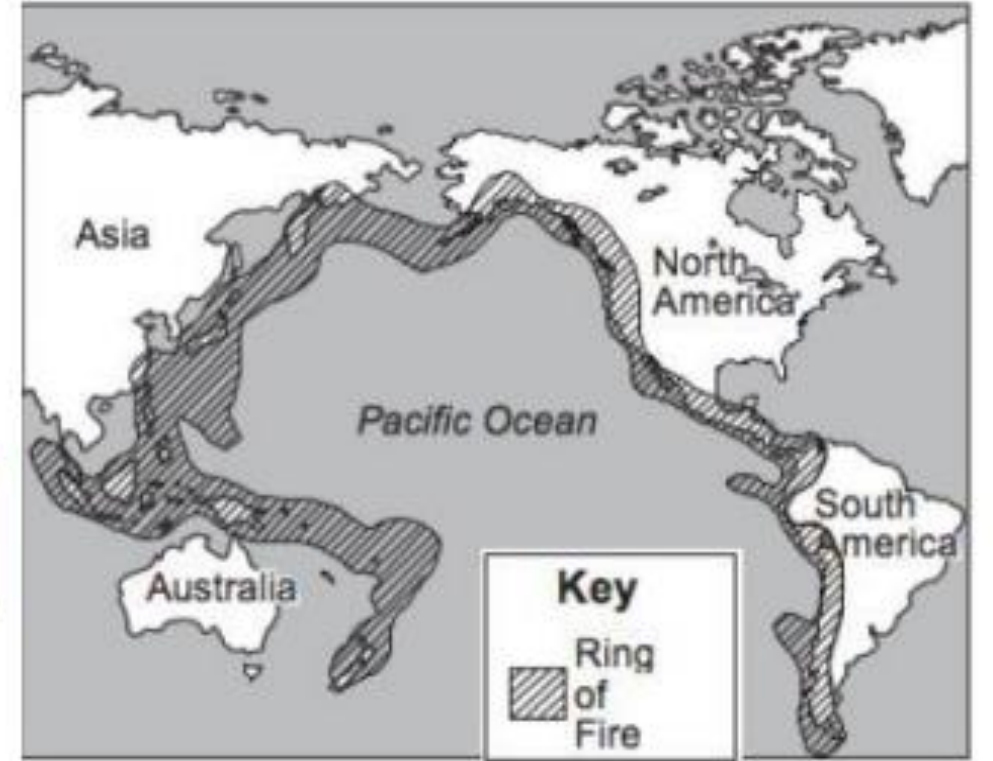 Asia
North
America
Pacific Ocean
South
America
Australia
Key
Ring
of
Fire